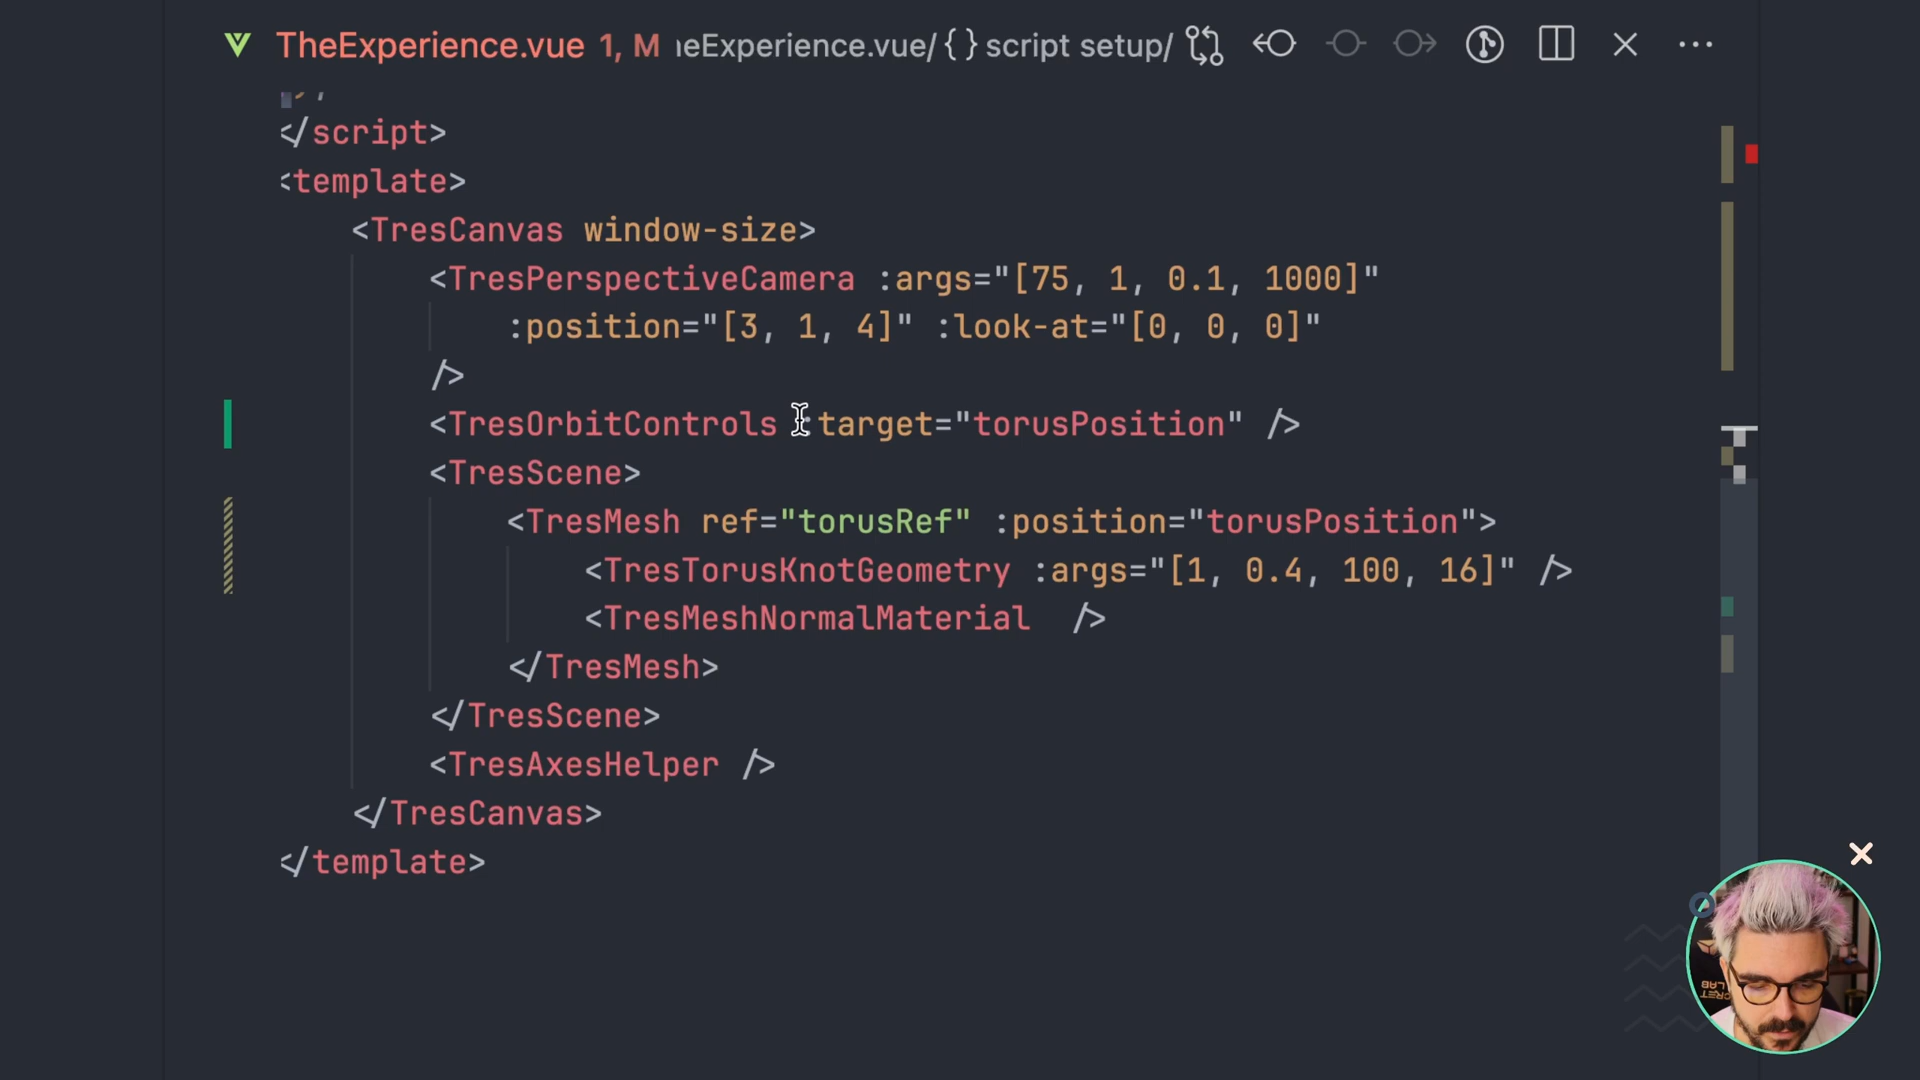 TheExperience.vue 1, M ıeExperience.vue/ {} script setup/
</script>
<template>
<TresCanvas window-size>
<TresPerspectiveCamera :args="[75, 1, 0.1, 1000]"
:position="[3, 1, 4]" :look-at="[0, 0, 0]"
/>
<TresOrbitControls :target="torusPosition" />
<TresScene>
<TresMesh ref="torusRef" :position="torusPosition">
<TresTorusKnotGeometry :args="[1, 0.4, 100, 16]" />
<TresMeshNormalMaterial />
</TresMesh>
</TresScene>
<TresAxesHelper />
</TresCanvas>
</template>